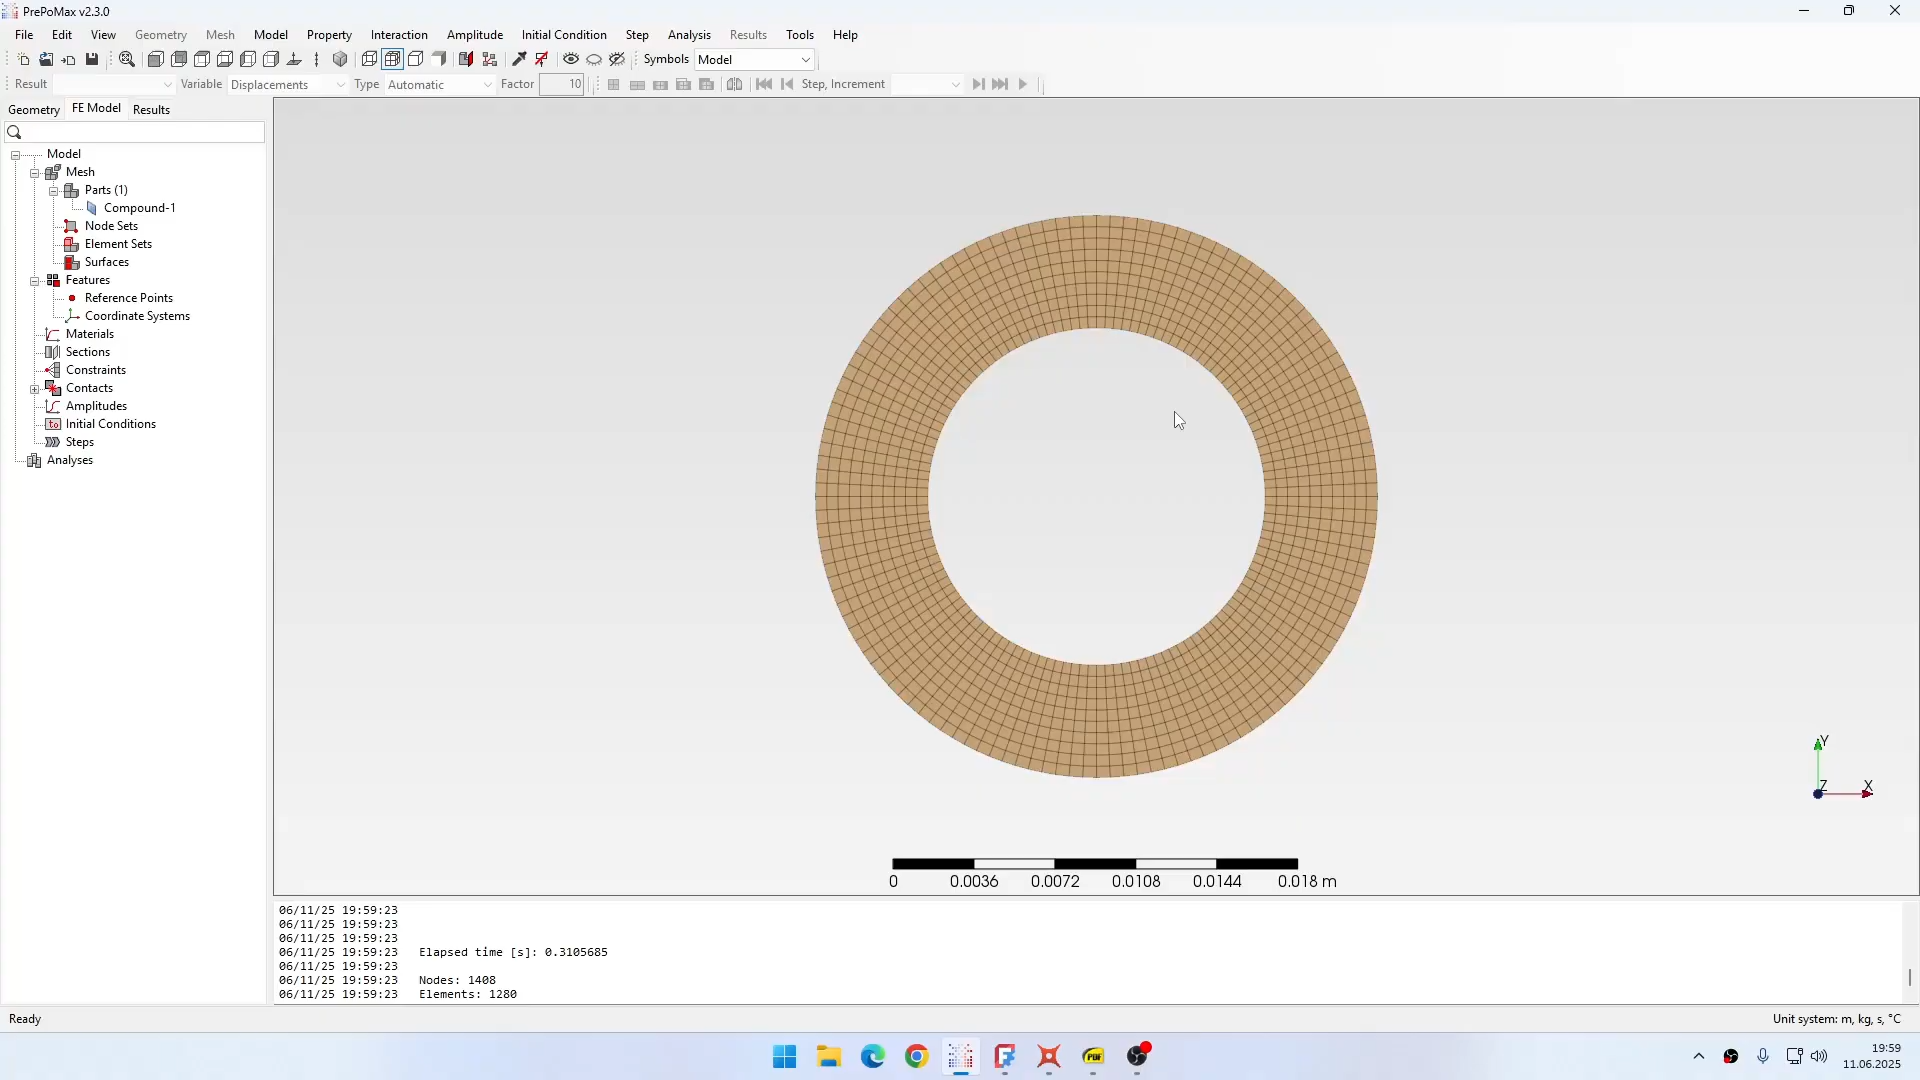 PrePoMax v2.3.0
File Edit View Geometry Mesh Model Property Interaction Amplitude Initial Condition Step Analysis Results Tools Help
Symbols Model
Result Variable Displacements Type Automatic Factor 10 Step, Increment
Geometry FE Model Results
Model
Mesh
Parts (1)
Compound-1
Node Sets
Element Sets
Surfaces
Features
Reference Points
Coordinate Systems
Materials
Sections
Constraints
Contacts
Amplitudes
Initial Conditions
Steps
Analyses
Y
Z X
0 0.0036 0.0072 0.0108 0.0144 0.018 m
06/11/25 19:59:23
06/11/25 19:59:23
06/11/25 19:59:23
06/11/25 19:59:23 Elapsed time [s]: 0.3105685
06/11/25 19:59:23
06/11/25 19:59:23 Nodes: 1408
06/11/25 19:59:23 Elements: 1280
Ready Unit system: m, kg, s, °C
PDF
19:59
11.06.2025